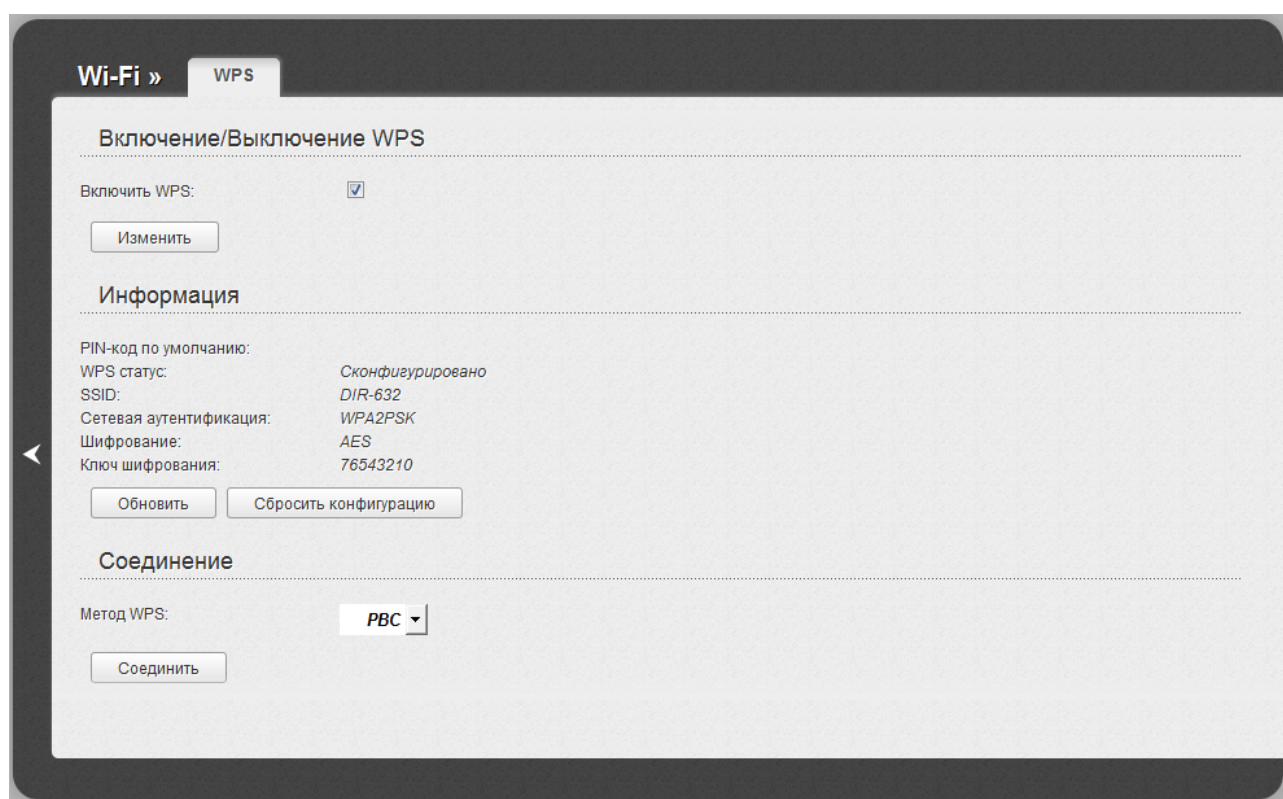 Wi-Fi » WPS
Включение/Выключение WPS
Включить WPS:
Изменить
Информация
PIN-код по умолчанию:
WPS статус: Сконфигурировано
SSID: DIR-632
Сетевая аутентификация: WPA2PSK
Шифрование: AES
Ключ шифрования: 76543210
Обновить Сбросить конфигурацию
Соединение
Метод WPS: PBC
Соединить